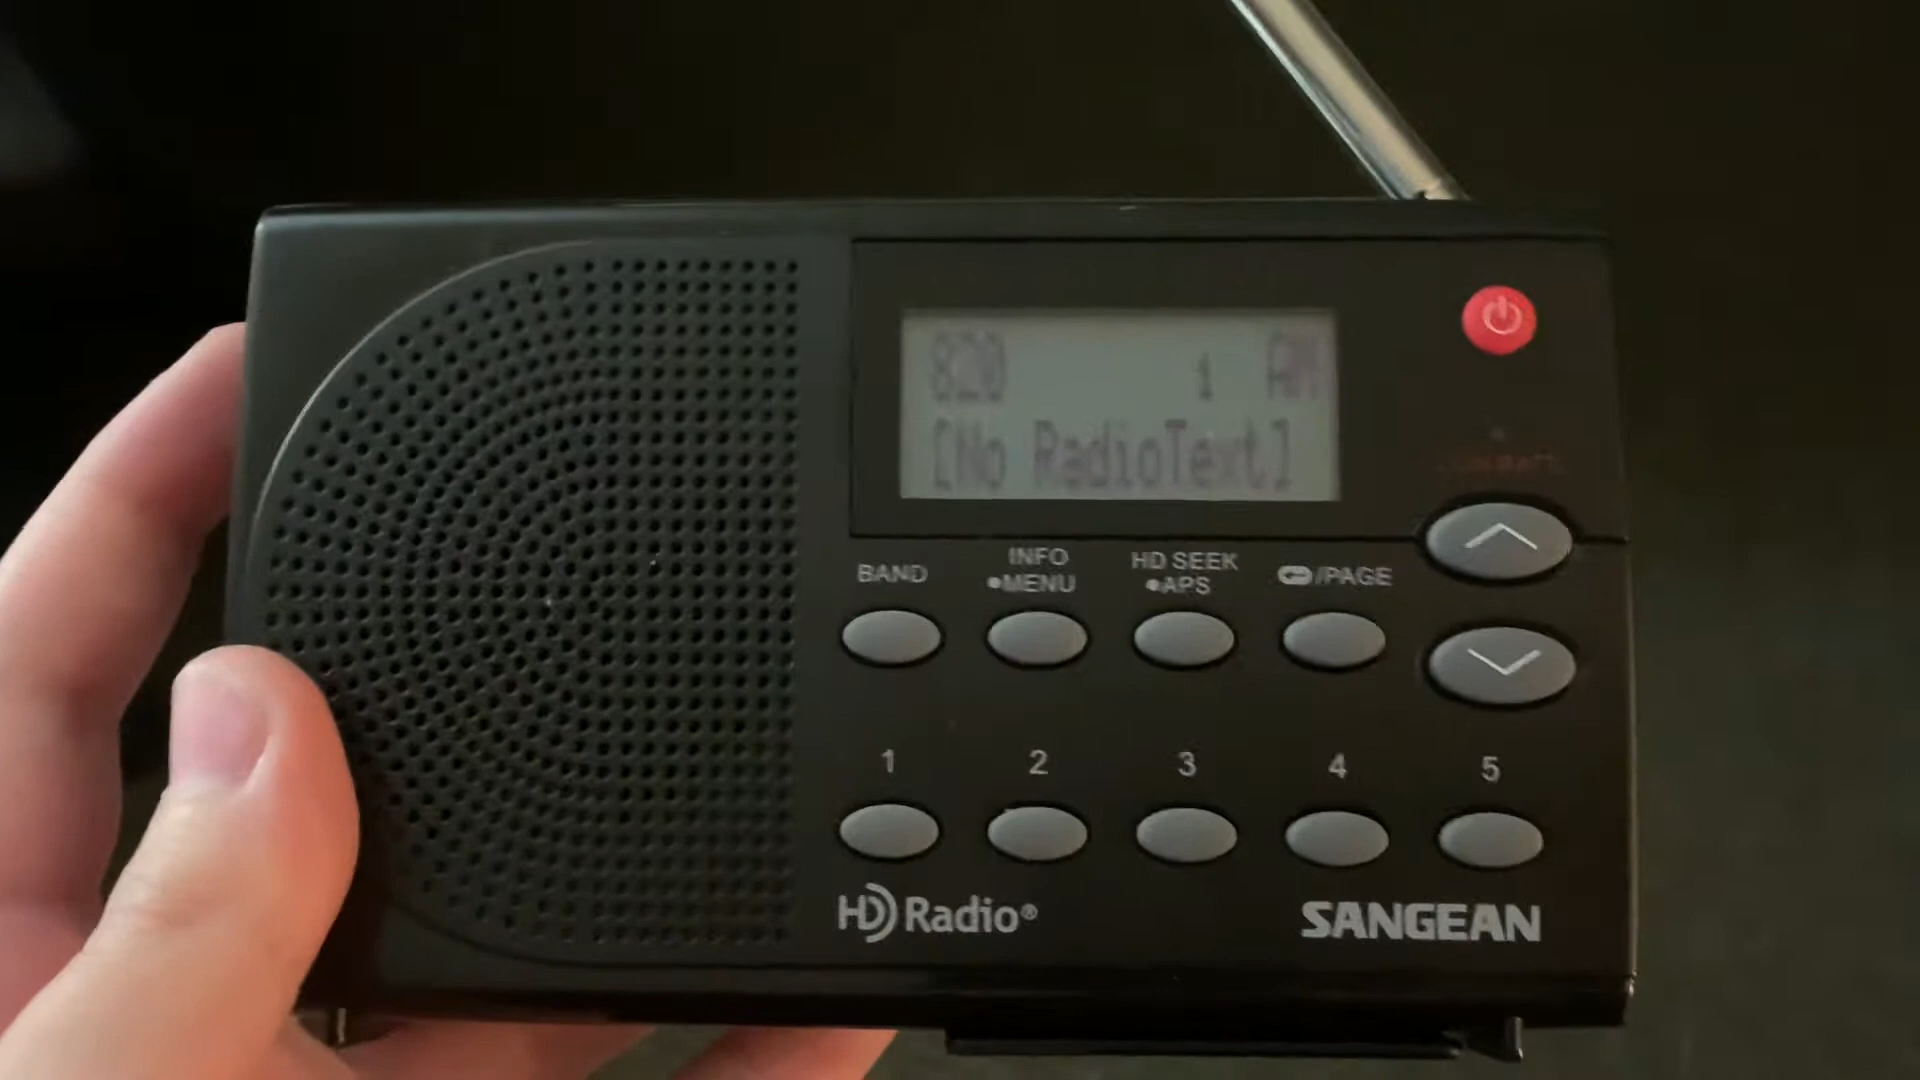 820 i AM
[No RadioText]
BAND
INFO
•MENU
HD SEEK
•APS
/PAGE
1 2 3 4 5
HD Radio®
SANGEAN